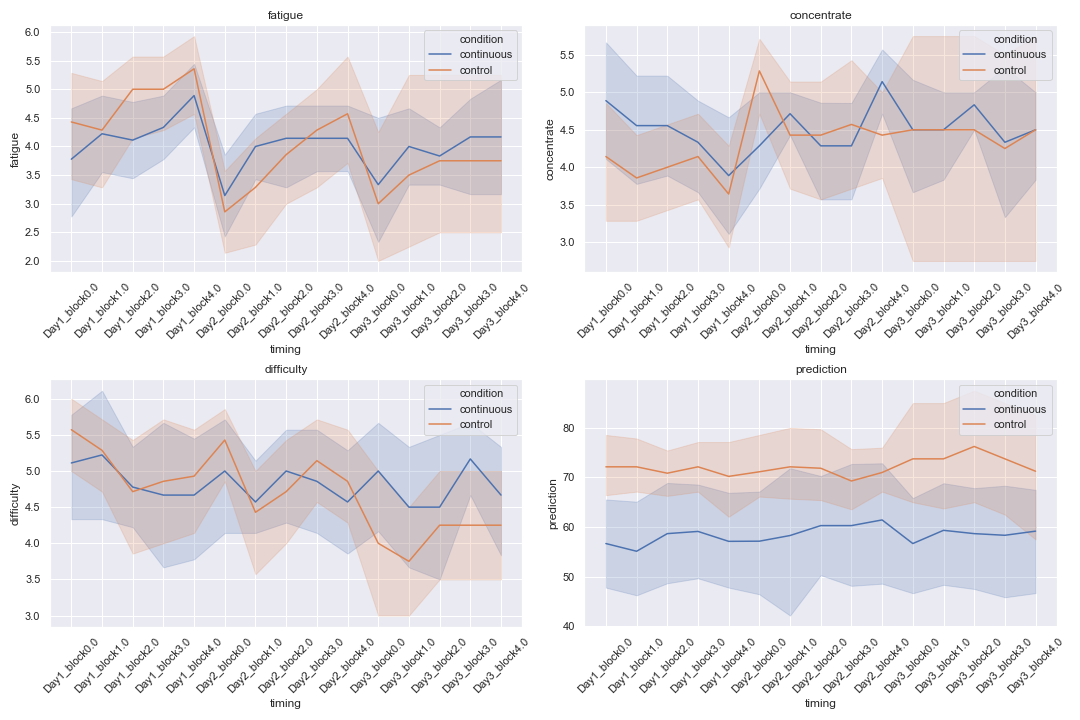 fatigue
condition
continuous
control
6.0
5.5
5.0
4.5
4.0
3.5
3.0
2.5
2.0
fatigue
Day1_block0.0
Day1_block1.0
Day1_block2.0
Day1_block3.0
Day1_block4.0
Day2_block0.0
Day2_block1.0
Day2_block2.0
Day2_block3.0
Day2_block4.0
Day3_block0.0
Day3_block1.0
Day3_block2.0
Day3_block3.0
Day3_block4.0
timing
concentrate
condition
continuous
control
5.5
5.0
4.5
4.0
3.5
3.0
concentrate
Day1_block0.0
Day1_block1.0
Day1_block2.0
Day1_block3.0
Day1_block4.0
Day2_block0.0
Day2_block1.0
Day2_block2.0
Day2_block3.0
Day2_block4.0
Day3_block0.0
Day3_block1.0
Day3_block2.0
Day3_block3.0
Day3_block4.0
timing
difficulty
condition
continuous
control
6.0
5.5
5.0
4.5
4.0
3.5
3.0
difficulty
Day1_block0.0
Day1_block1.0
Day1_block2.0
Day1_block3.0
Day1_block4.0
Day2_block0.0
Day2_block1.0
Day2_block2.0
Day2_block3.0
Day2_block4.0
Day3_block0.0
Day3_block1.0
Day3_block2.0
Day3_block3.0
Day3_block4.0
timing
prediction
condition
continuous
control
80
70
60
50
40
prediction
Day1_block0.0
Day1_block1.0
Day1_block2.0
Day1_block3.0
Day1_block4.0
Day2_block0.0
Day2_block1.0
Day2_block2.0
Day2_block3.0
Day2_block4.0
Day3_block0.0
Day3_block1.0
Day3_block2.0
Day3_block3.0
Day3_block4.0
timing